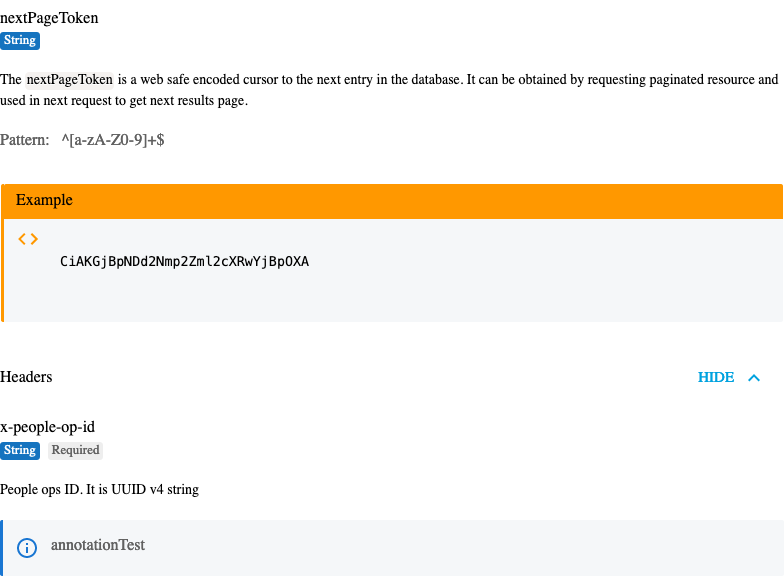 nextPageToken
String
The nextPageToken is a web safe encoded cursor to the next entry in the database. It can be obtained by requesting paginated resource and
used in next request to get next results page.
Pattern: ^[a-zA-Z0-9]+$
Example
CiAKGjBpNDd2Nmp2Zml2cXRwYjBpOXA
Headers
HIDE
x-people-op-id
String Required
People ops ID. It is UUID v4 string
annotationTest